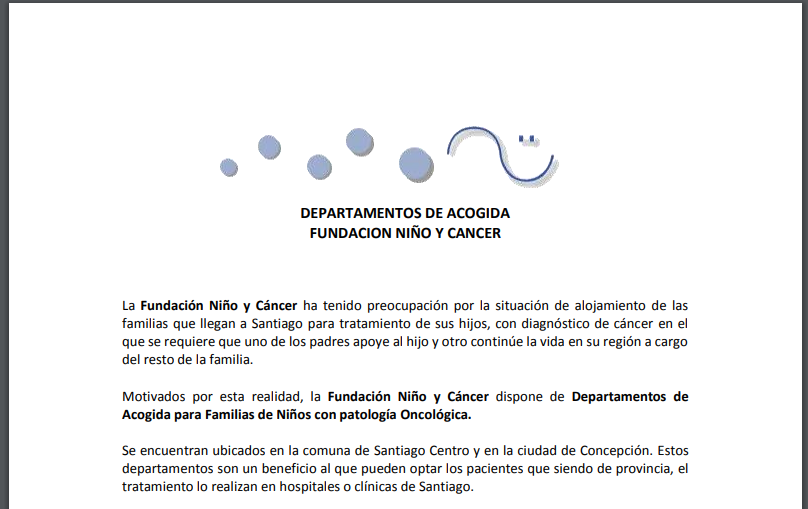 DEPARTAMENTOS DE ACOGIDA
FUNDACION NIÑO Y CANCER
La Fundación Niño y Cáncer ha tenido preocupación por la situación de alojamiento de las
familias que llegan a Santiago para tratamiento de sus hijos, con diagnóstico de cáncer en el
que se requiere que uno de los padres apoye al hijo y otro continúe la vida en su región a cargo
del resto de la familia.
Motivados por esta realidad, la Fundación Niño y Cáncer dispone de Departamentos de
Acogida para Familias de Niños con patología Oncológica.
Se encuentran ubicados en la comuna de Santiago Centro y en la ciudad de Concepción. Estos
departamentos son un beneficio al que pueden optar los pacientes que siendo de provincia, el
tratamiento lo realizan en hospitales o clínicas de Santiago.